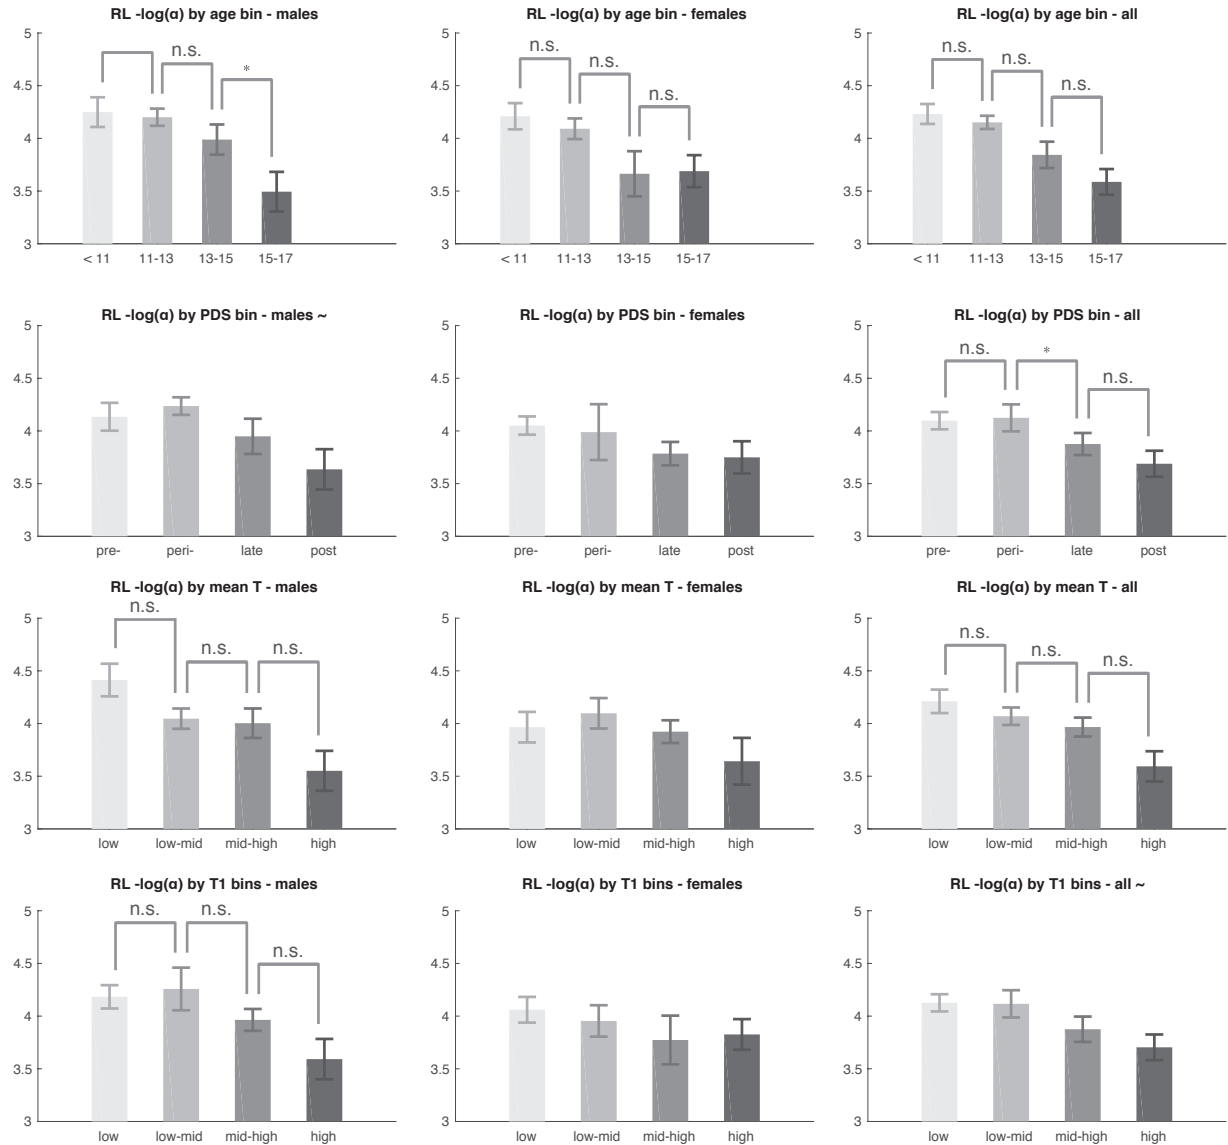 RL -log(α) by age bin - males
RL -log(α) by age bin - females
RL -log(α) by age bin - all
5
4.5
4
3.5
3
n.s.
*
< 11
11-13
13-15
15-17
5
4.5
4
3.5
3
n.s.
n.s.
n.s.
< 11
11-13
13-15
15-17
5
4.5
4
3.5
3
n.s.
n.s.
n.s.
< 11
11-13
13-15
15-17
RL -log(α) by PDS bin - males ~
RL -log(α) by PDS bin - females
RL -log(α) by PDS bin - all
5
4.5
4
3.5
3
pre-
peri-
late
post
5
4.5
4
3.5
3
pre-
peri-
late
post
5
4.5
4
3.5
3
n.s.
*
n.s.
pre-
peri-
late
post
RL -log(α) by mean T - males
RL -log(α) by mean T - females
RL -log(α) by mean T - all
5
4.5
4
3.5
3
n.s.
n.s.
n.s.
low
low-mid
mid-high
high
5
4.5
4
3.5
3
low
low-mid
mid-high
high
5
4.5
4
3.5
3
n.s.
n.s.
n.s.
low
low-mid
mid-high
high
RL -log(α) by T1 bins - males
RL -log(α) by T1 bins - females
RL -log(α) by T1 bins - all ~
5
4.5
4
3.5
3
n.s.
n.s.
n.s.
low
low-mid
mid-high
high
5
4.5
4
3.5
3
low
low-mid
mid-high
high
5
4.5
4
3.5
3
low
low-mid
mid-high
high